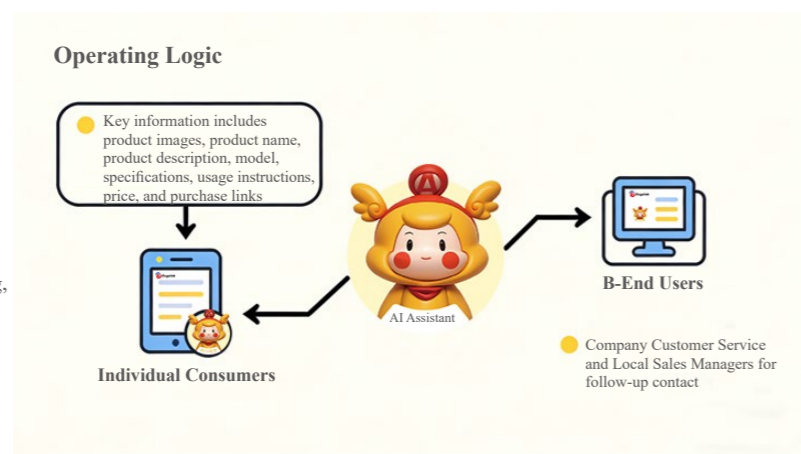 Operating Logic
Key information includes
product images, product name,
product description, model,
specifications, usage instructions,
price, and purchase links
g,
AI Assistant
B-End Users
Individual Consumers
Company Customer Service
and Local Sales Managers for
follow-up contact